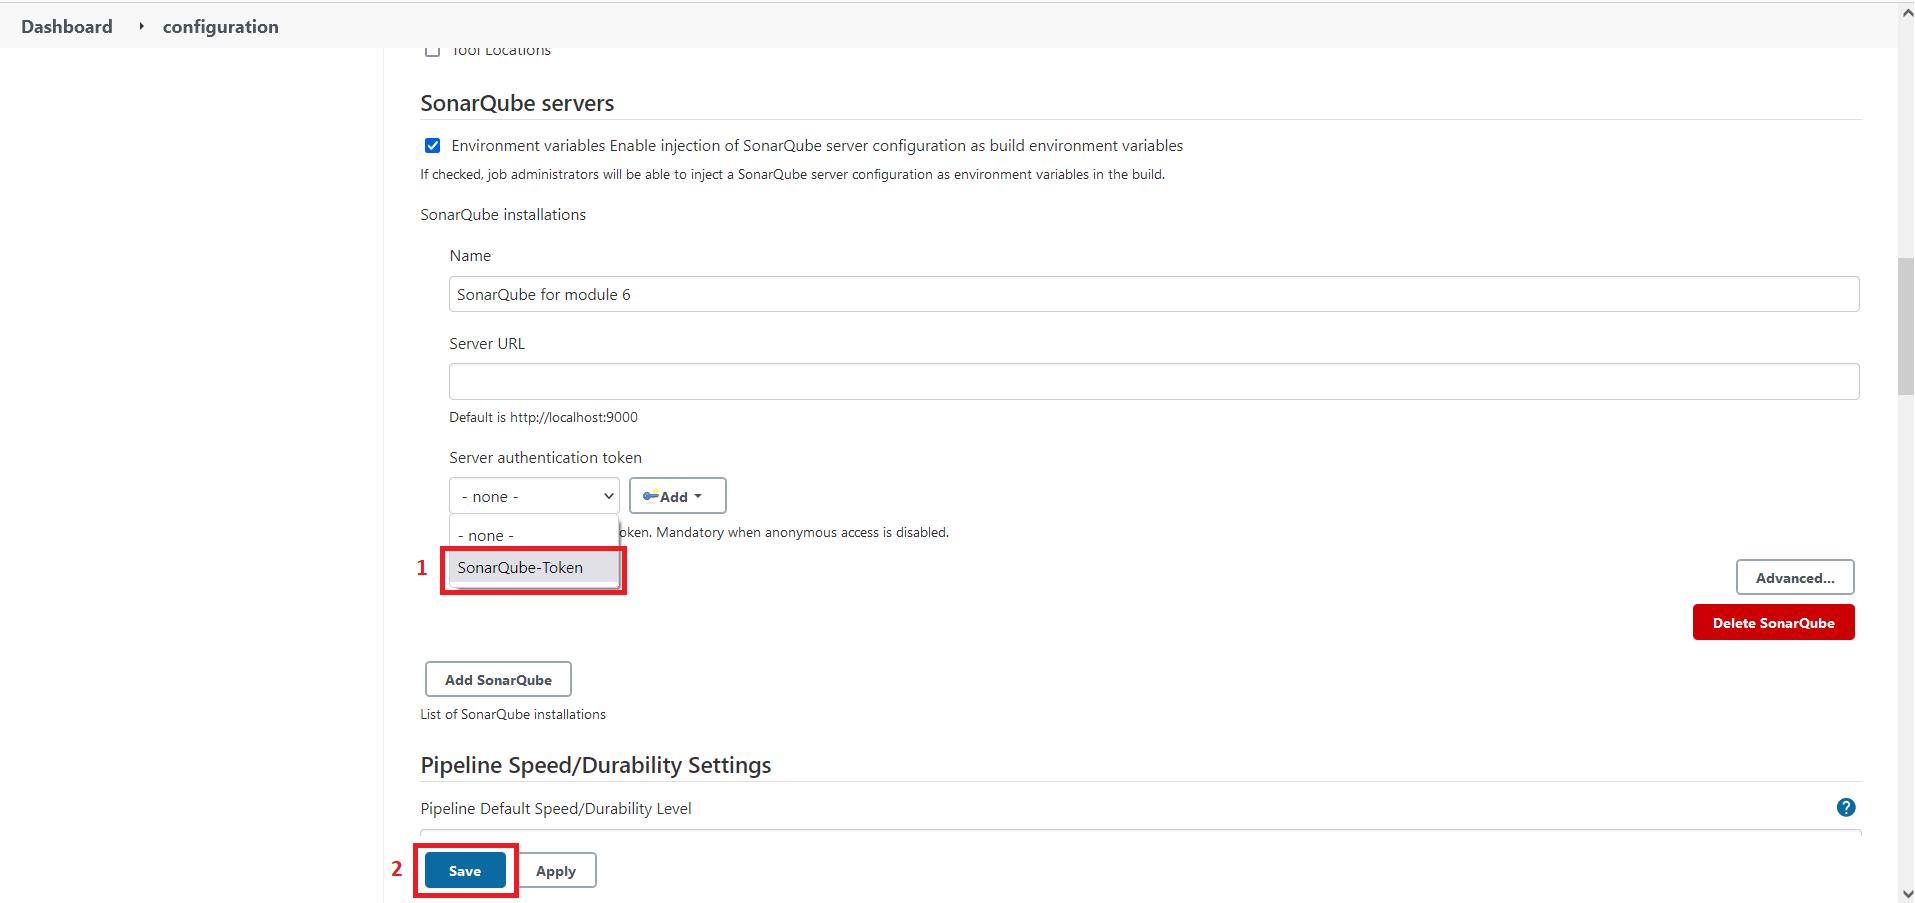 Dashboard
configuration
Tool Locations
SonarQube servers
Environment variables Enable injection of SonarQube server configuration as build environment variables
If checked, job administrators will be able to inject a SonarQube server configuration as environment variables in the build.
SonarQube installations
Name
SonarQube for module 6
Server URL
Default is http://localhost:9000
Server authentication token
- none -
Add
- none -
oken. Mandatory when anonymous access is disabled.
1
SonarQube-Token
Advanced...
Delete SonarQube
Add SonarQube
List of SonarQube installations
Pipeline Speed/Durability Settings
Pipeline Default Speed/Durability Level
?
2
Save
Apply